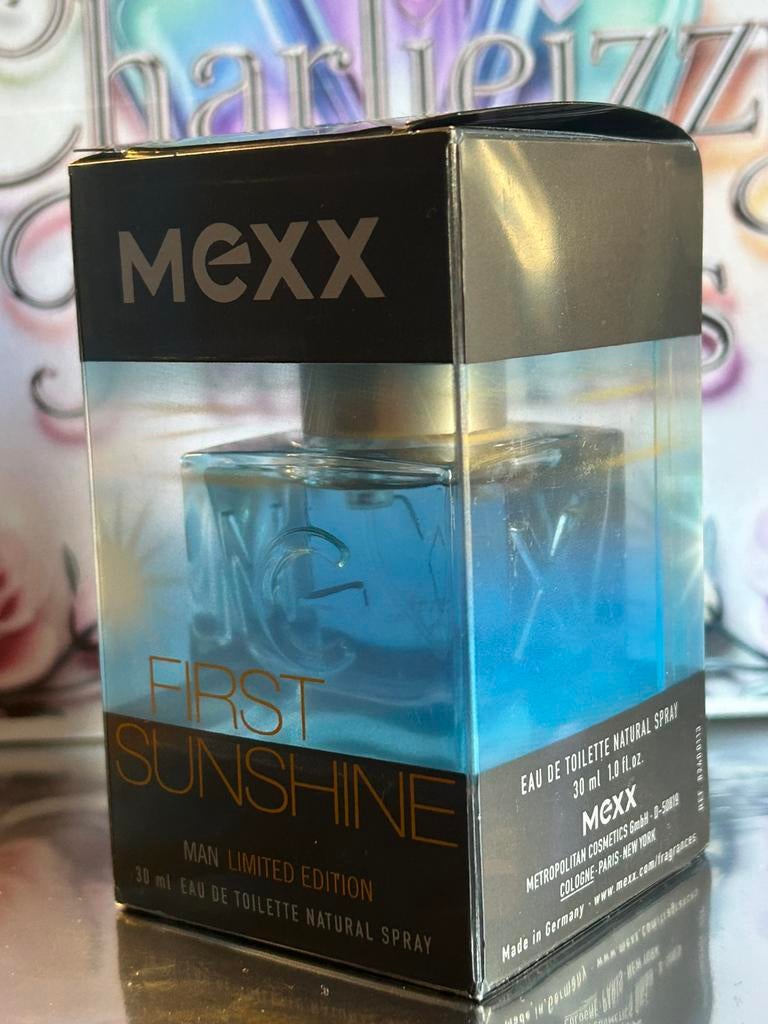 Charlieizz
MeXX
FIRST
SUNSHINE
MAN LIMITED EDITION
30 ml EAU DE TOILETTE NATURAL SPRAY
EAU DE TOILETTE NATURAL SPRAY
30 ml 1.0 fl.oz.
MeXX
METROPOLITAN COSMETICS GmbH · D-50819
COLOGNE·PARIS·NEW YORK
Made in Germany · www.mexx.com/fragrances